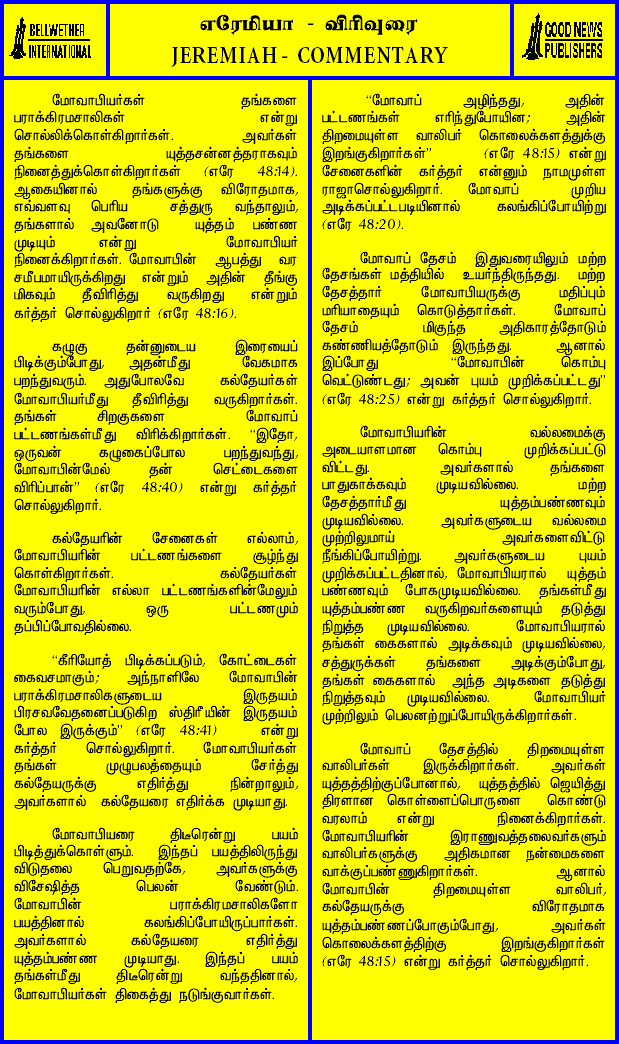 BELLWETHER
INTERNATIONAL
எரேமியா - விரிவுரை
JEREMIAH - COMMENTARY
GOOD NEWS
PUBLISHERS
மோவாபியர்கள் தங்களை
பராக்கிரமசாலிகள் என்று
சொல்லிக்கொள்கிறார்கள். அவர்கள்
தங்களை யுத்தசன்னத்தராகவும்
நினைத்துக்கொள்கிறார்கள் (எரே 48:14).
ஆகையினால் தங்களுக்கு விரோதமாக,
எவ்வளவு பெரிய சத்துரு வந்தாலும்,
தங்களால் அவனோடு யுத்தம் பண்ண
முடியும் என்று மோவாபியர்
நினைக்கிறார்கள். மோவாபின் ஆபத்து வர
சமீபமாயிருக்கிறது என்றும் அதின் தீங்கு
மிகவும் தீவிரித்து வருகிறது என்றும்
கர்த்தர் சொல்லுகிறார் (எரே 48:16).
கழுகு தன்னுடைய இரையைப்
பிடிக்கும்போது, அதன்மீது வேகமாக
பறந்துவரும். அதுபோலவே கல்தேயர்கள்
மோவாபியர்மீது தீவிரித்து வருகிறார்கள்.
தங்கள் சிறகுகளை மோவாப்
பட்டணங்கள்மீது விரிக்கிறார்கள். “இதோ,
ஒருவன் கழுகைப்போல பறந்துவந்து,
மோவாபின்மேல் தன் செட்டைகளை
விரிப்பான்” (எரே 48:40) என்று கர்த்தர்
சொல்லுகிறார்.
கல்தேயரின் சேனைகள் எல்லாம்,
மோவாபியரின் பட்டணங்களை சூழ்ந்து
கொள்கிறார்கள். கல்தேயர்கள்
மோவாபியரின் எல்லா பட்டணங்களின்மேலும்
வரும்போது, ஒரு பட்டணமும்
தப்பிப்போவதில்லை.
“கீரியோத் பிடிக்கப்படும், கோட்டைகள்
கைவசமாகும்; அந்நாளிலே மோவாபின்
பராக்கிரமசாலிகளுடைய இருதயம்
பிரசவவேதனைப்படுகிற ஸ்திரீயின் இருதயம்
போல இருக்கும்” (எரே 48:41) என்று
கர்த்தர் சொல்லுகிறார். மோவாபியர்கள்
தங்கள் முழுபலத்தையும் சேர்த்து
கல்தேயருக்கு எதிர்த்து நின்றாலும்,
அவர்களால் கல்தேயரை எதிர்க்க முடியாது.
மோவாபியரை திடீரென்று பயம்
பிடித்துக்கொள்ளும். இந்தப் பயத்திலிருந்து
விடுதலை பெறுவதற்கே, அவர்களுக்கு
விசேஷித்த பெலன் வேண்டும்.
மோவாபின் பராக்கிரமசாலிகளோ
பயத்தினால் கலங்கிப்போயிருப்பார்கள்.
அவர்களால் கல்தேயரை எதிர்த்து
யுத்தம்பண்ண முடியாது. இந்தப் பயம்
தங்கள்மீது திடீரென்று வந்ததினால்,
மோவாபியர்கள் திகைத்து நடுங்குவார்கள்.
“மோவாப் அழிந்தது, அதின்
பட்டணங்கள் எரிந்துபோயின; அதின்
திறமையுள்ள வாலிபர் கொலைக்களத்துக்கு
இறங்குகிறார்கள்” (எரே 48:15) என்று
சேனைகளின் கர்த்தர் என்னும் நாமமுள்ள
ராஜாசொல்லுகிறார். மோவாப் முறிய
அடிக்கப்பட்டபடியினால் கலங்கிப்போயிற்று
(எரே 48:20).
மோவாப் தேசம் இதுவரையிலும் மற்ற
தேசங்கள் மத்தியில் உயர்ந்திருந்தது. மற்ற
தேசத்தார் மோவாபியருக்கு மதிப்பும்
மரியாதையும் கொடுத்தார்கள். மோவாப்
தேசம் மிகுந்த அதிகாரத்தோடும்
கண்ணியத்தோடும் இருந்தது. ஆனால்
இப்போது “மோவாபின் கொம்பு
வெட்டுண்டது; அவன் புயம் முறிக்கப்பட்டது”
(எரே 48:25) என்று கர்த்தர் சொல்லுகிறார்.
மோவாபியரின் வல்லமைக்கு
அடையாளமான கொம்பு முறிக்கப்பட்டு
விட்டது. அவர்களால் தங்களை
பாதுகாக்கவும் முடியவில்லை. மற்ற
தேசத்தார்மீது யுத்தம்பண்ணவும்
முடியவில்லை. அவர்களுடைய வல்லமை
முற்றிலுமாய் அவர்களைவிட்டு
நீங்கிப்போயிற்று. அவர்களுடைய புயம்
முறிக்கப்பட்டதினால், மோவாபியரால் யுத்தம்
பண்ணவும் போகமுடியவில்லை. தங்கள்மீது
யுத்தம்பண்ண வருகிறவர்களையும் தடுத்து
நிறுத்த முடியவில்லை. மோவாபியரால்
தங்கள் கைகளால் அடிக்கவும் முடியவில்லை,
சத்துருக்கள் தங்களை அடிக்கும்போது,
தங்கள் கைகளால் அந்த அடிகளை தடுத்து
நிறுத்தவும் முடியவில்லை. மோவாபியர்
முற்றிலும் பெலனற்றுப்போயிருக்கிறார்கள்.
மோவாப் தேசத்தில் திறமையுள்ள
வாலிபர்கள் இருக்கிறார்கள். அவர்கள்
யுத்தத்திற்குப்போனால், யுத்தத்தில் ஜெயித்து
திரளான கொள்ளைப்பொருளை கொண்டு
வரலாம் என்று நினைக்கிறார்கள்.
மோவாபியரின் இராணுவத்தலைவர்களும்
வாலிபர்களுக்கு அதிகமான நன்மைகளை
வாக்குப்பண்ணுகிறார்கள். ஆனால்
மோவாபின் திறமையுள்ள வாலிபர்,
கல்தேயருக்கு விரோதமாக
யுத்தம்பண்ணப்போகும்போது, அவர்கள்
கொலைக்களத்திற்கு இறங்குகிறார்கள்
(எரே 48:15) என்று கர்த்தர் சொல்லுகிறார்.